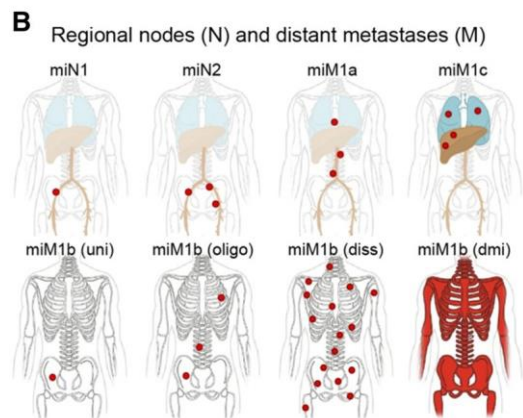 B
Regional nodes (N) and distant metastases (M)
miN1 miN2 miM1a miM1c
miM1b (uni) miM1b (oligo) miM1b (diss) miM1b (dmi)